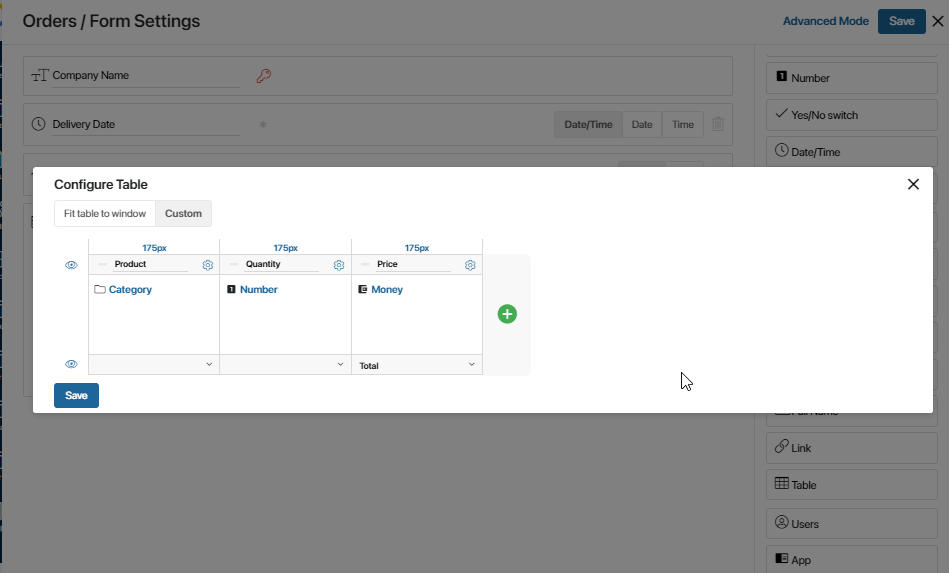 Orders / Form Settings
Advanced Mode
Save
Company Name
Delivery Date
Date/Time
Date
Time
Number
Yes/No switch
Date/Time
Configure Table
Fit table to window
Custom
175px
175px
175px
Product
Quantity
Price
Category
Number
Money
Total
Save
Full Name
Link
Table
Users
App